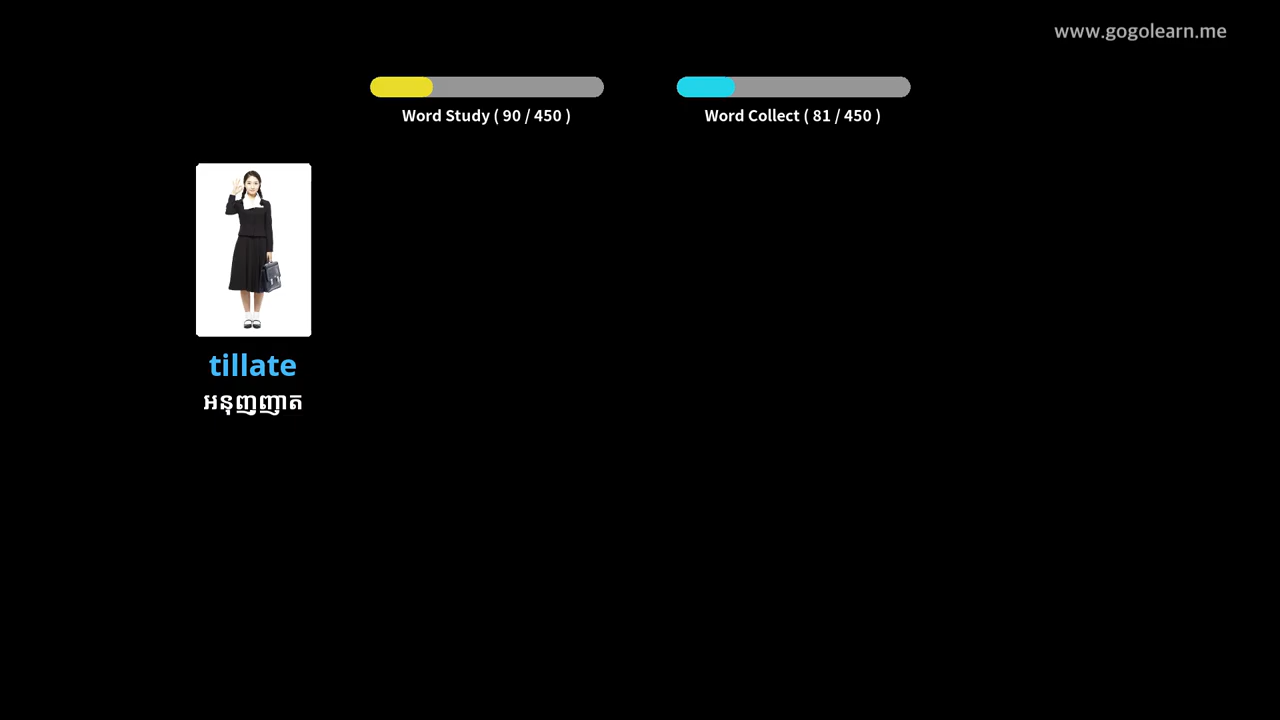 www.gogolearn.me
Word Study ( 90 / 450 )
Word Collect ( 81 / 450 )
tillate
អនុញ្ញាត